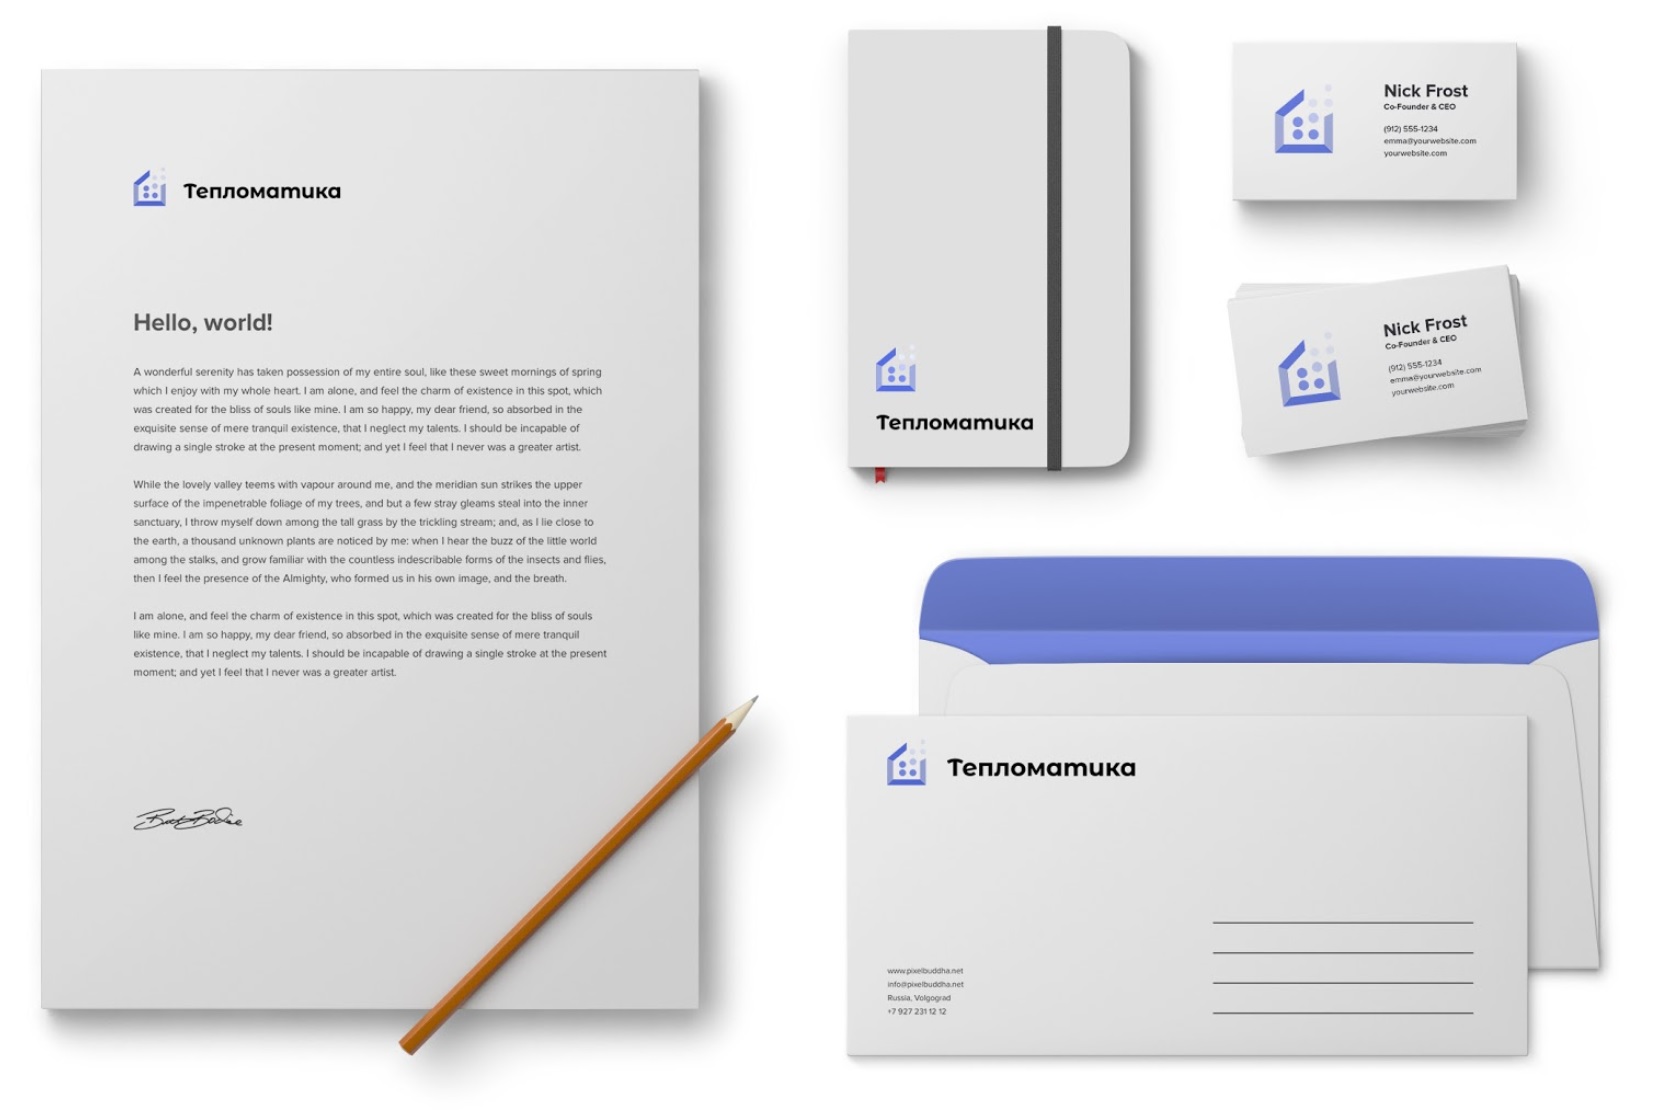 Тепломатика
Hello, world!
A wonderful serenity has taken possession of my entire soul, like these sweet mornings of spring
which I enjoy with my whole heart. I am alone, and feel the charm of existence in this spot, which
was created for the bliss of souls like mine. I am so happy, my dear friend, so absorbed in the
exquisite sense of mere tranquil existence, that I neglect my talents. I should be incapable of
drawing a single stroke at the present moment; and yet I feel that I never was a greater artist.
While the lovely valley teems with vapour around me, and the meridian sun strikes the upper
surface of the impenetrable foliage of my trees, and but a few stray gleams steal into the inner
sanctuary, I throw myself down among the tall grass by the trickling stream; and, as I lie close to
the earth, a thousand unknown plants are noticed by me: when I hear the buzz of the little world
among the stalks, and grow familiar with the countless indescribable forms of the insects and flies,
then I feel the presence of the Almighty, who formed us in his own image, and the breath.
I am alone, and feel the charm of existence in this spot, which was created for the bliss of souls
like mine. I am so happy, my dear friend, so absorbed in the exquisite sense of mere tranquil
existence, that I neglect my talents. I should be incapable of drawing a single stroke at the present
moment; and yet I feel that I never was a greater artist.
Тепломатика
Nick Frost
Co-Founder & CEO
(912) 555-1234
emma@yourwebsite.com
yourwebsite.com
Nick Frost
Co-Founder & CEO
(912) 555-1234
emma@yourwebsite.com
yourwebsite.com
Тепломатика
www.pixelbuddha.net
info@pixelbuddha.net
Russia, Volgograd
+7 927 231 12 12